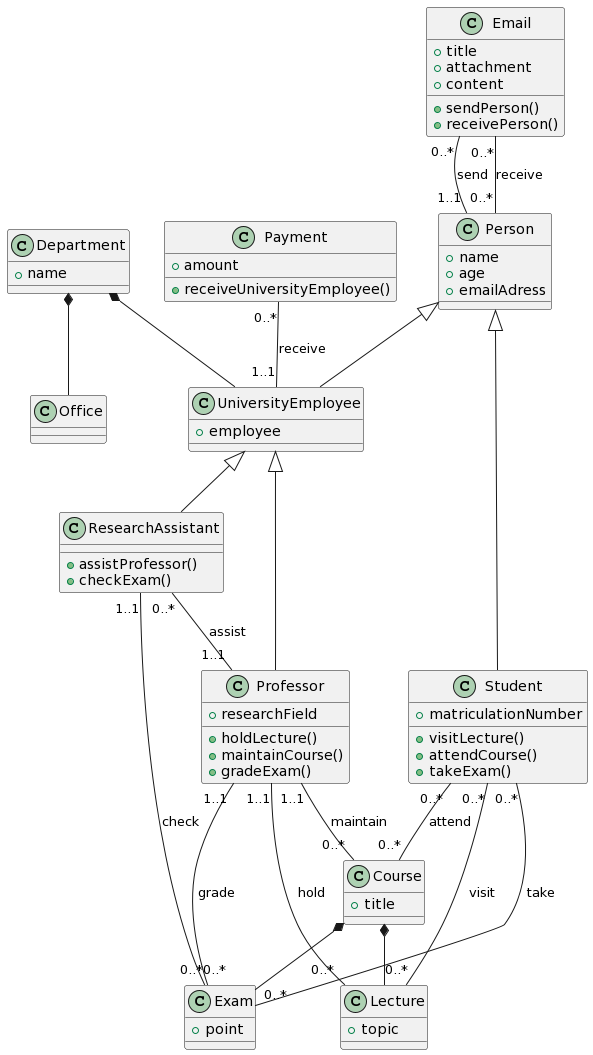 C Email
title
attachment
content
sendPerson()
receivePerson()
0..* 0..*
send receive
1..1 0..*
C Department
name
C Payment
amount
receiveUniversityEmployee()
C Person
name
age
emailAdress
0..*
receive
1..1
C Office
C UniversityEmployee
employee
C ResearchAssistant
assistProfessor()
checkExam()
1..1 0..*
assist
1..1
C Professor
researchField
holdLecture()
maintainCourse()
gradeExam()
C Student
matriculationNumber
visitLecture()
attendCourse()
takeExam()
1..1 1..1 1..1 0..* 0..* 0..*
check maintain attend
0..* 0..*
C Course
title
grade hold visit take
0..* 0..* 0..* 0..*
0..*
C Exam
point
C Lecture
topic